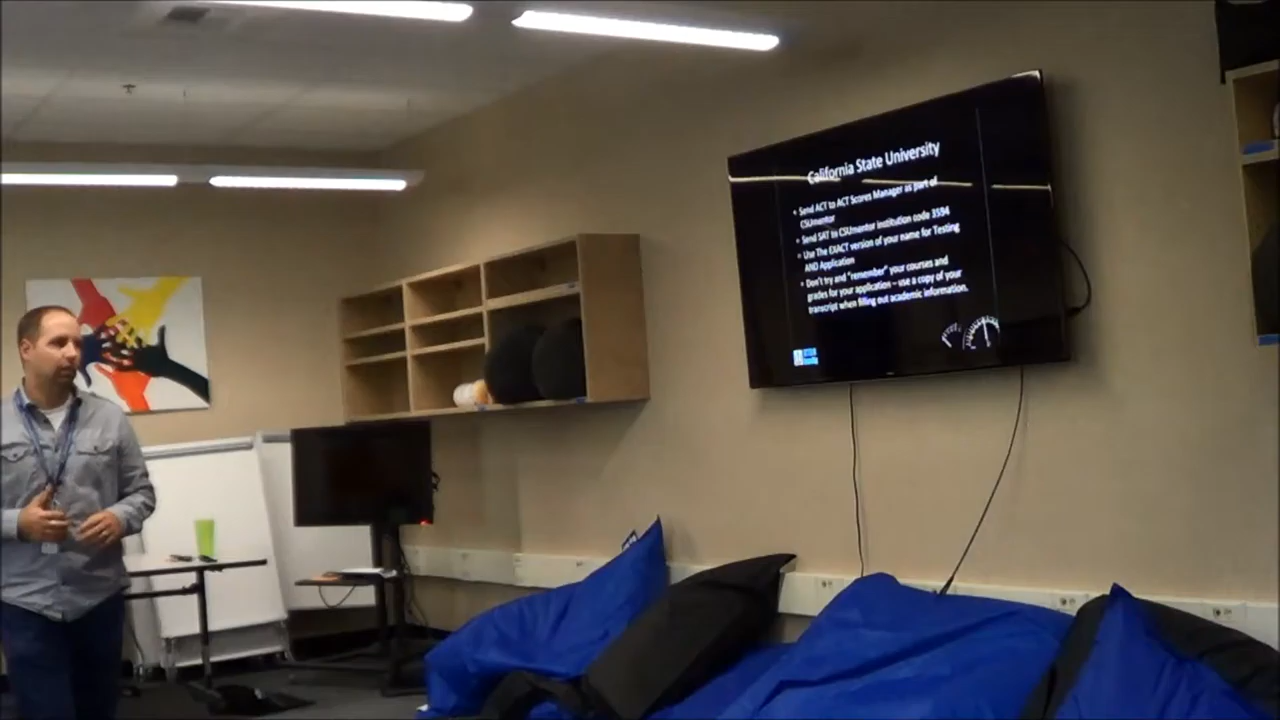 California State University
• Send ACT to ACT Scores Manager as part of
CSUmentor
• Send SAT to CSUmentor institution code 3594
• Use The EXACT version of your name for Testing
AND Application
• Don't try and "remember" your courses and
grades for your application – use a copy of your
transcript when filling out academic information.